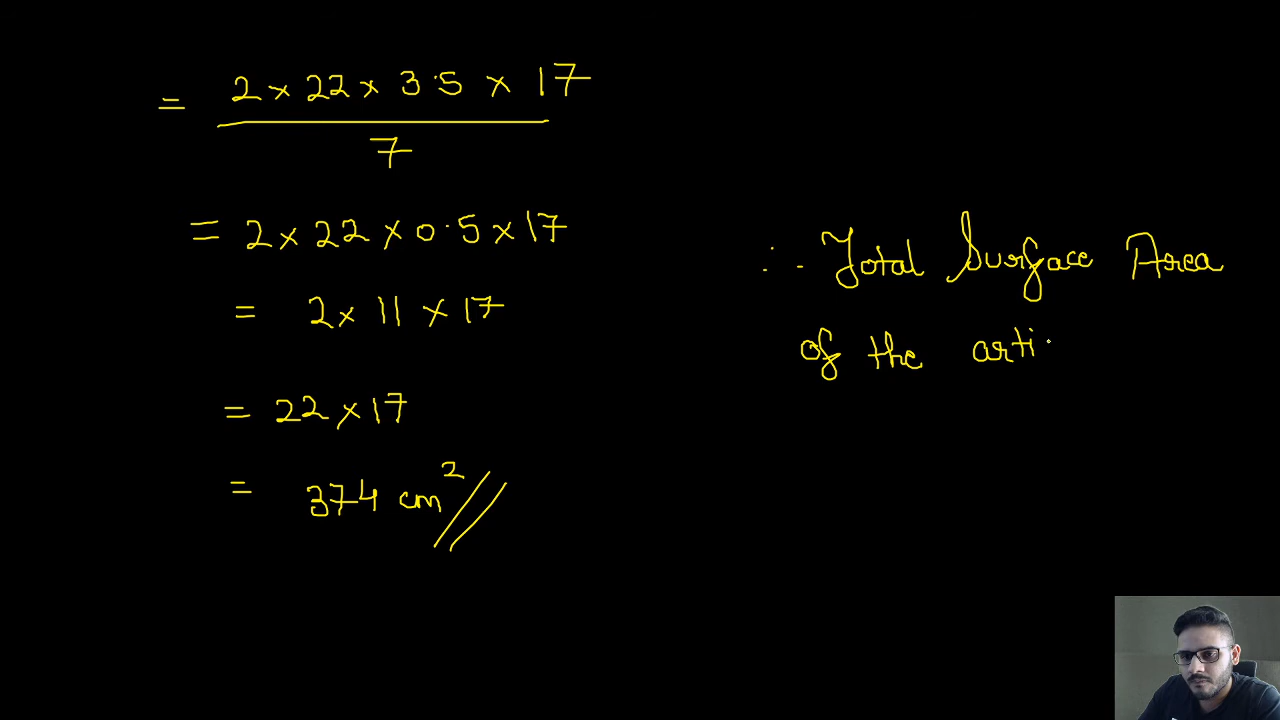 = 2 × 22 × 3.5 × 17
7
= 2 × 22 × 0.5 × 17
= 2 × 11 × 17
= 22 × 17
= 374 cm²//
∴ Total Surface Area
of the arti